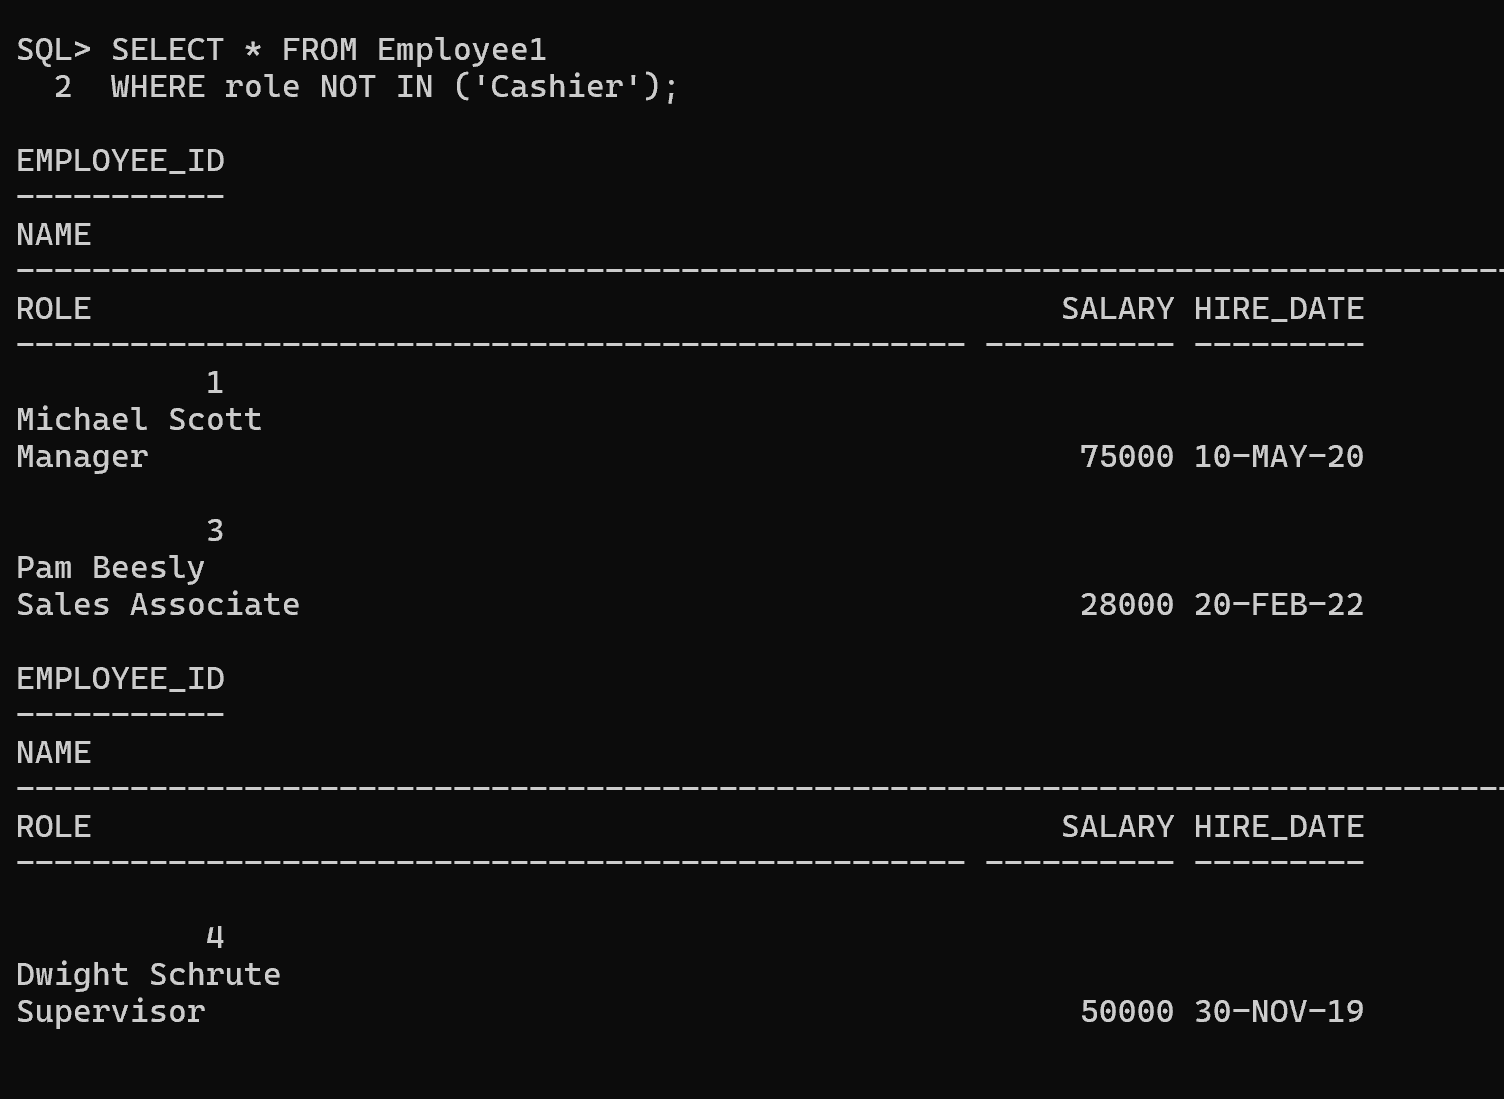 SQL> SELECT * FROM Employee1
  2  WHERE role NOT IN ('Cashier');

EMPLOYEE_ID
-----------
NAME
-------------------------------------------------------------------------------
ROLE                                                   SALARY HIRE_DATE
-------------------------------------------------- ---------- ---------
          1
Michael Scott
Manager                                                 75000 10-MAY-20

          3
Pam Beesly
Sales Associate                                         28000 20-FEB-22

EMPLOYEE_ID
-----------
NAME
-------------------------------------------------------------------------------
ROLE                                                   SALARY HIRE_DATE
-------------------------------------------------- ---------- ---------

          4
Dwight Schrute
Supervisor                                              50000 30-NOV-19